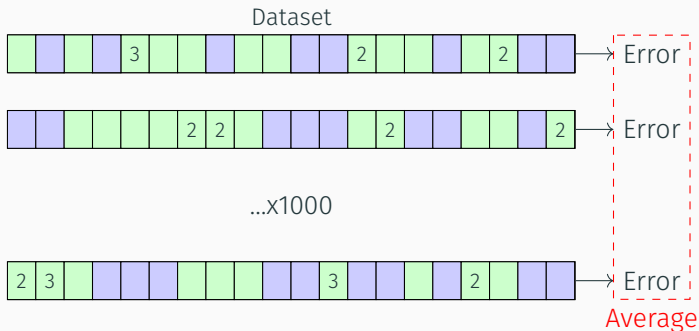 Dataset
3 2 2 Error
2 2 2 2 Error
...x1000
2 3 3 2 Error
Average